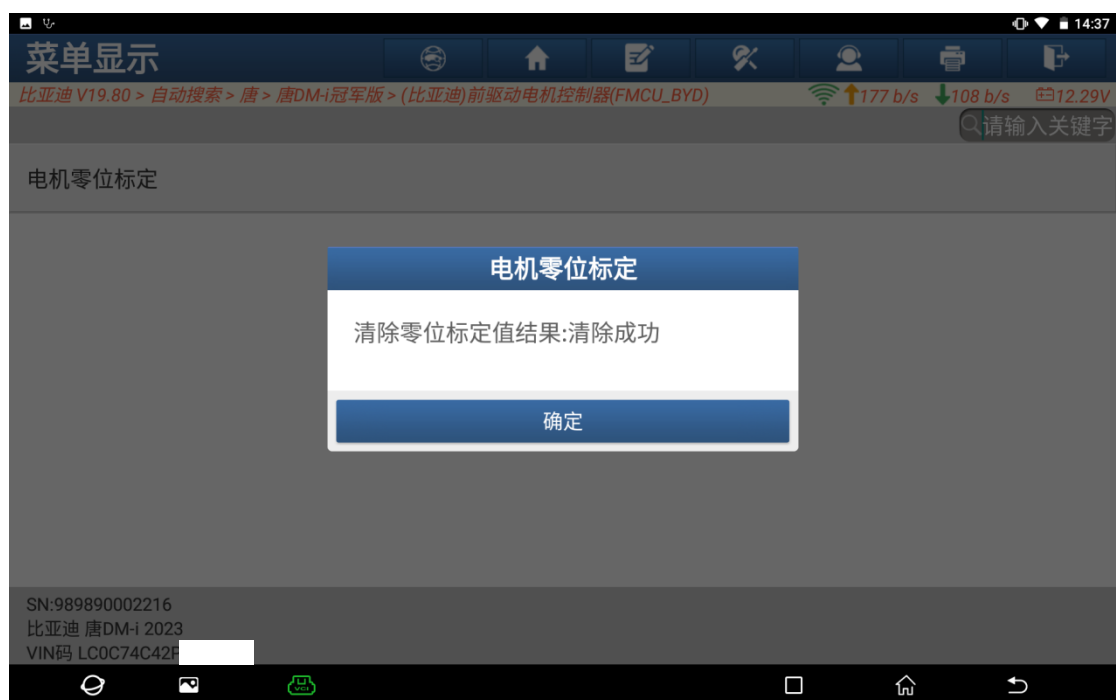 14:37
菜单显示
比亚迪 V19.80 > 自动搜索 > 唐 > 唐DM-i冠军版 > (比亚迪)前驱动电机控制器(FMCU_BYD) 177 b/s 108 b/s 12.29V
请输入关键字
电机零位标定
电机零位标定
清除零位标定值结果:清除成功
确定
SN:989890002216
比亚迪 唐DM-i 2023
VIN码 LC0C74C42P
VCI